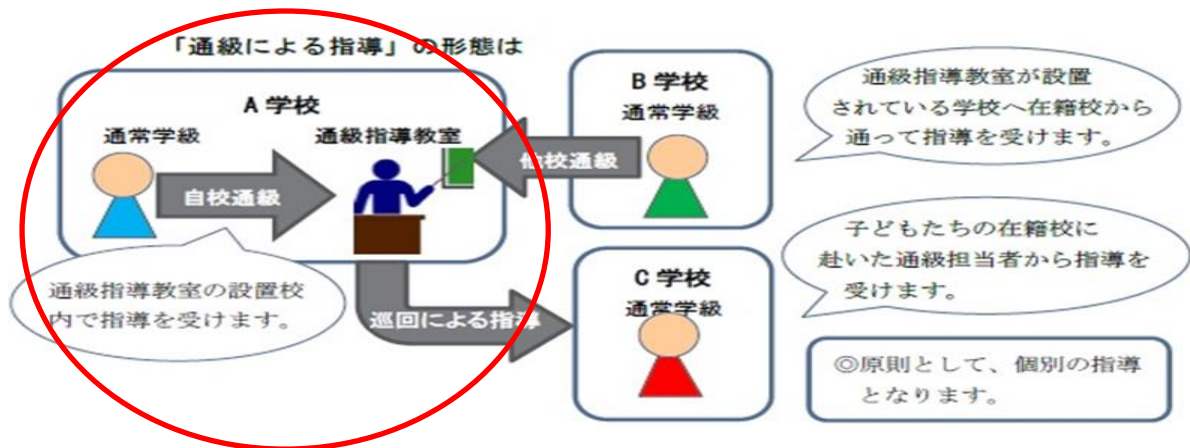 「通級による指導」の形態は
A 学校
通常学級
通級指導教室
自校通級
通級指導教室の設置校
内で指導を受けます。
B 学校
通常学級
他校通級
通級指導教室が設置
されている学校へ在籍校から
通って指導を受けます。
巡回による指導
C 学校
通常学級
子どもたちの在籍校に
赴いた通級担当者から指導を
受けます。
◎原則として、個別の指導
となります。